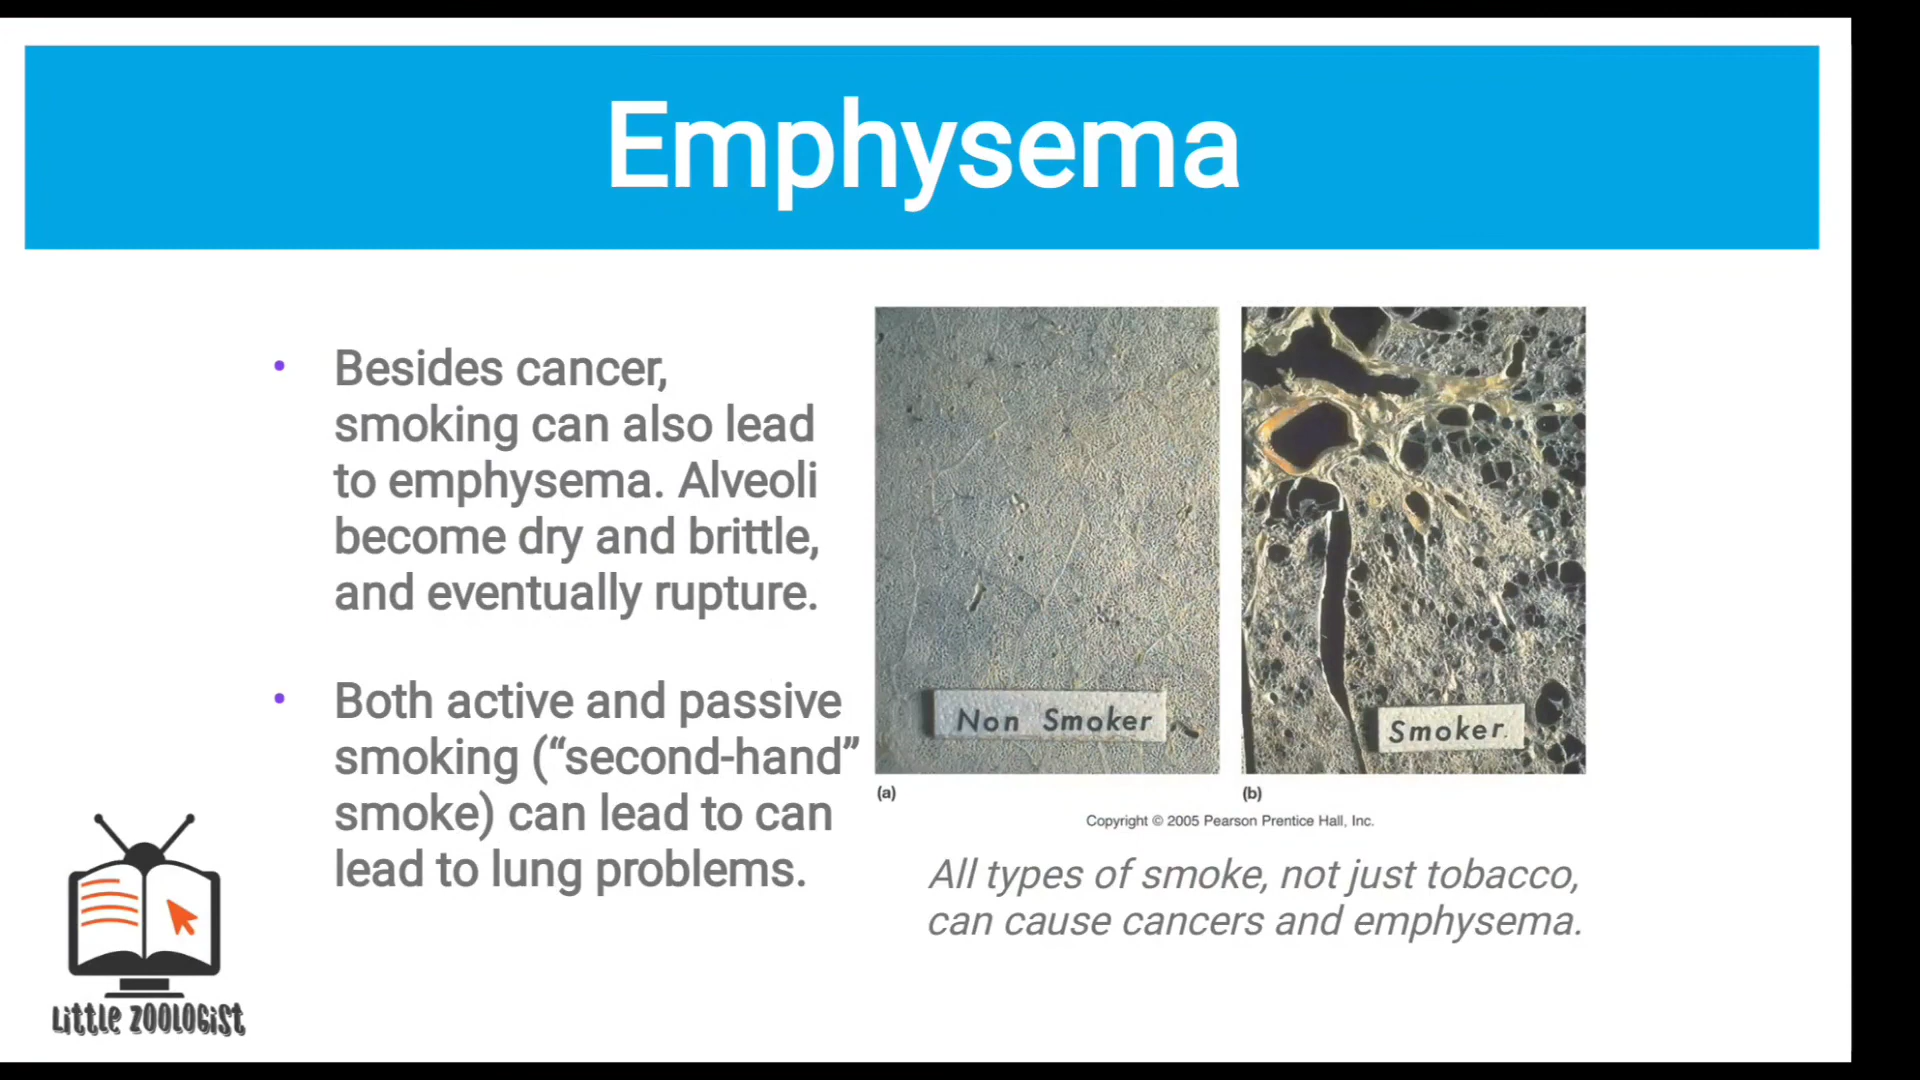 Emphysema
• Besides cancer,
smoking can also lead
to emphysema. Alveoli
become dry and brittle,
and eventually rupture.
• Both active and passive
smoking (“second-hand”
smoke) can lead to can
lead to lung problems.
Non Smoker
Smoker.
(a)
(b)
Copyright © 2005 Pearson Prentice Hall, Inc.
All types of smoke, not just tobacco,
can cause cancers and emphysema.
LittLE ZOOLOGiST